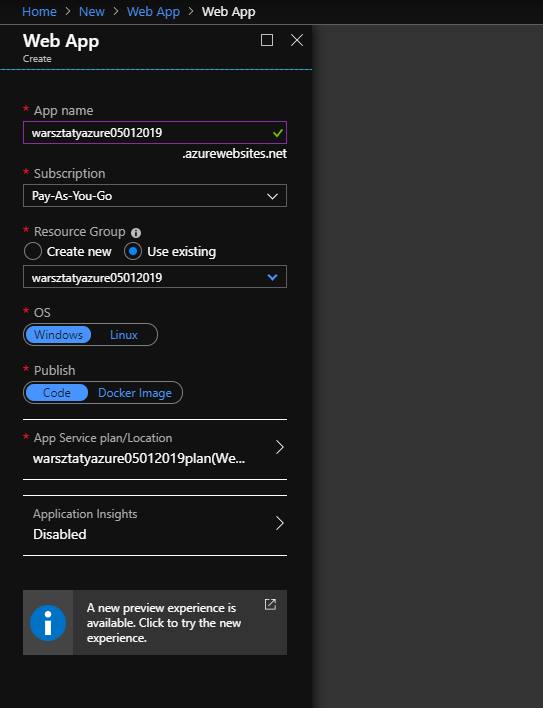 Home > New > Web App > Web App
Web App
Create
* App name
warsztatyazure05012019
.azurewebsites.net
* Subscription
Pay-As-You-Go
* Resource Group
Create new Use existing
warsztatyazure05012019
* OS
Windows Linux
* Publish
Code Docker Image
* App Service plan/Location
warsztatyazure05012019plan(We...
Application Insights
Disabled
A new preview experience is
available. Click to try the new
experience.